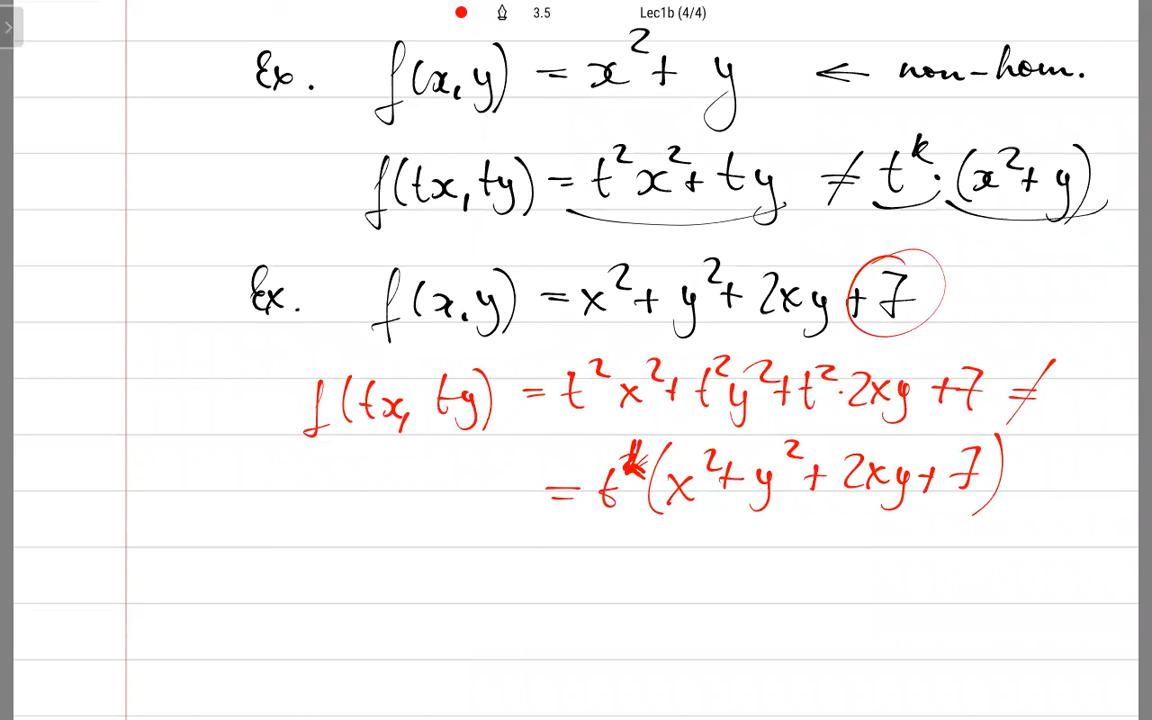 3.5 Lec1b (4/4)
Ex. f(x,y) = x² + y ← non-hom.
f(tx, ty) = t²x² + ty ≠ tᵏ·(x² + y)
Ex. f(x,y) = x² + y² + 2xy + 7
f(tx, ty) = t²x² + t²y² + t²·2xy + 7 ≠
= tᵏ(x² + y² + 2xy + 7)